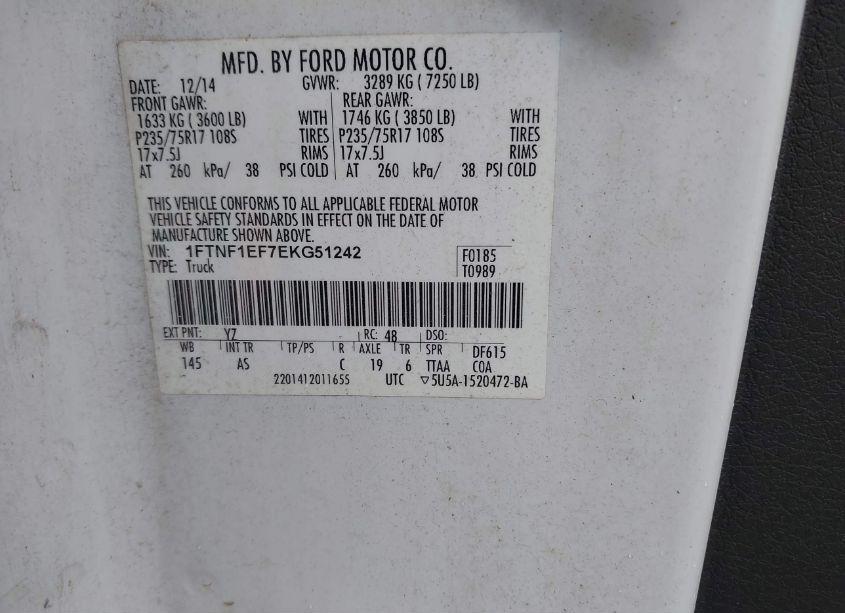 MFD. BY FORD MOTOR CO.
DATE: 12/14 GVWR: 3289 KG ( 7250 LB)
FRONT GAWR: REAR GAWR:
1633 KG ( 3600 LB) WITH 1746 KG ( 3850 LB) WITH
P235/75R17 108S TIRES P235/75R17 108S TIRES
17x7.5J RIMS 17x7.5J RIMS
AT 260 kPa/ 38 PSI COLD AT 260 kPa/ 38 PSI COLD
THIS VEHICLE CONFORMS TO ALL APPLICABLE FEDERAL MOTOR
VEHICLE SAFETY STANDARDS IN EFFECT ON THE DATE OF
MANUFACTURE SHOWN ABOVE.
VIN: 1FTNF1EF7EKG51242 F0185
TYPE: Truck T0989
EXT PNT: YZ RC: 48 DSO:
WB INT TR TP/PS R AXLE TR SPR DF615
145 AS C 19 6 TTAA COA
2201412011655 UTC ▽5U5A-1520472-BA